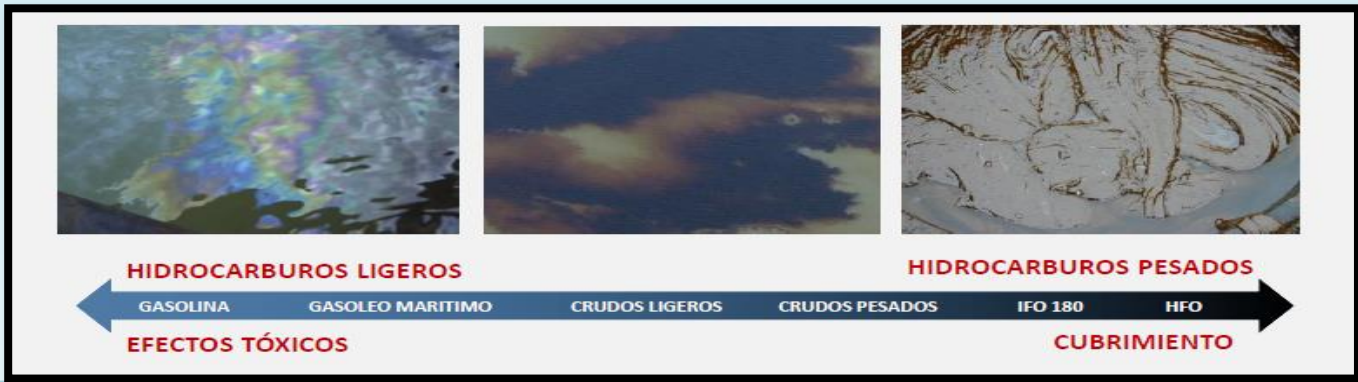 HIDROCARBUROS LIGEROS
HIDROCARBUROS PESADOS
GASOLINA GASOLEO MARITIMO CRUDOS LIGEROS CRUDOS PESADOS IFO 180 HFO
EFECTOS TÓXICOS
CUBRIMIENTO